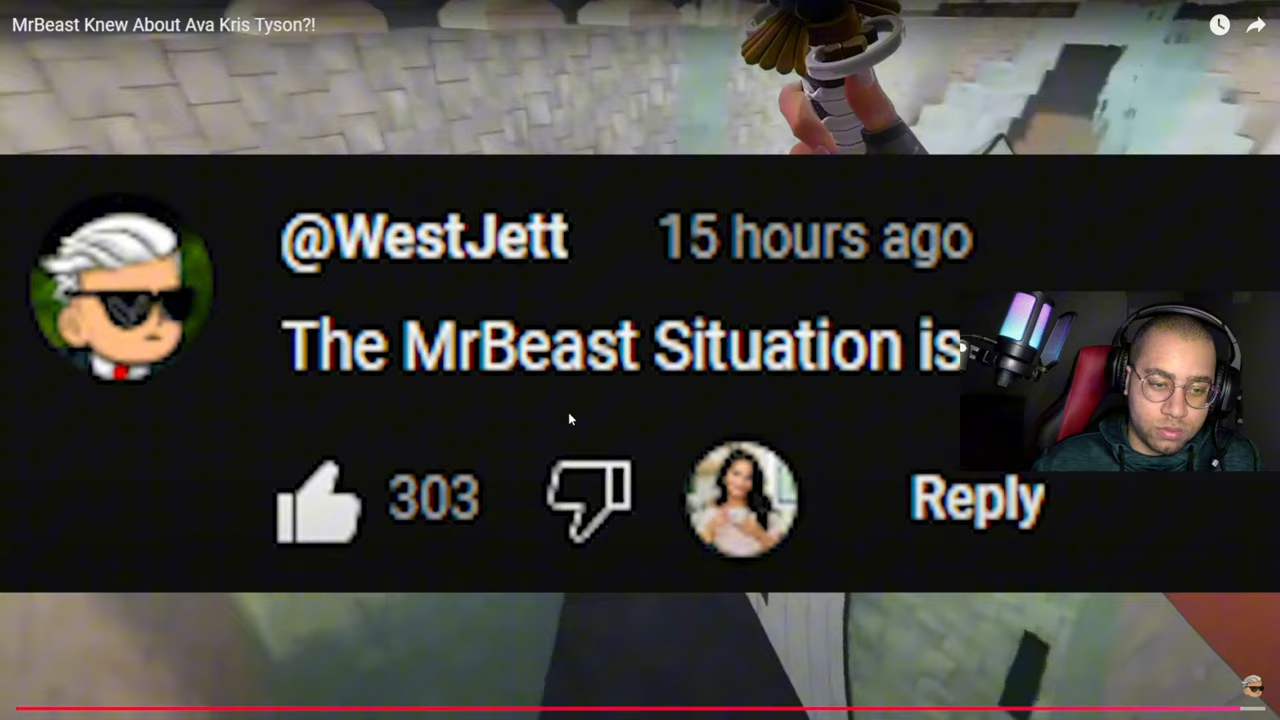 MrBeast Knew About Ava Kris Tyson?!
@WestJett 15 hours ago
The MrBeast Situation is
303
Reply